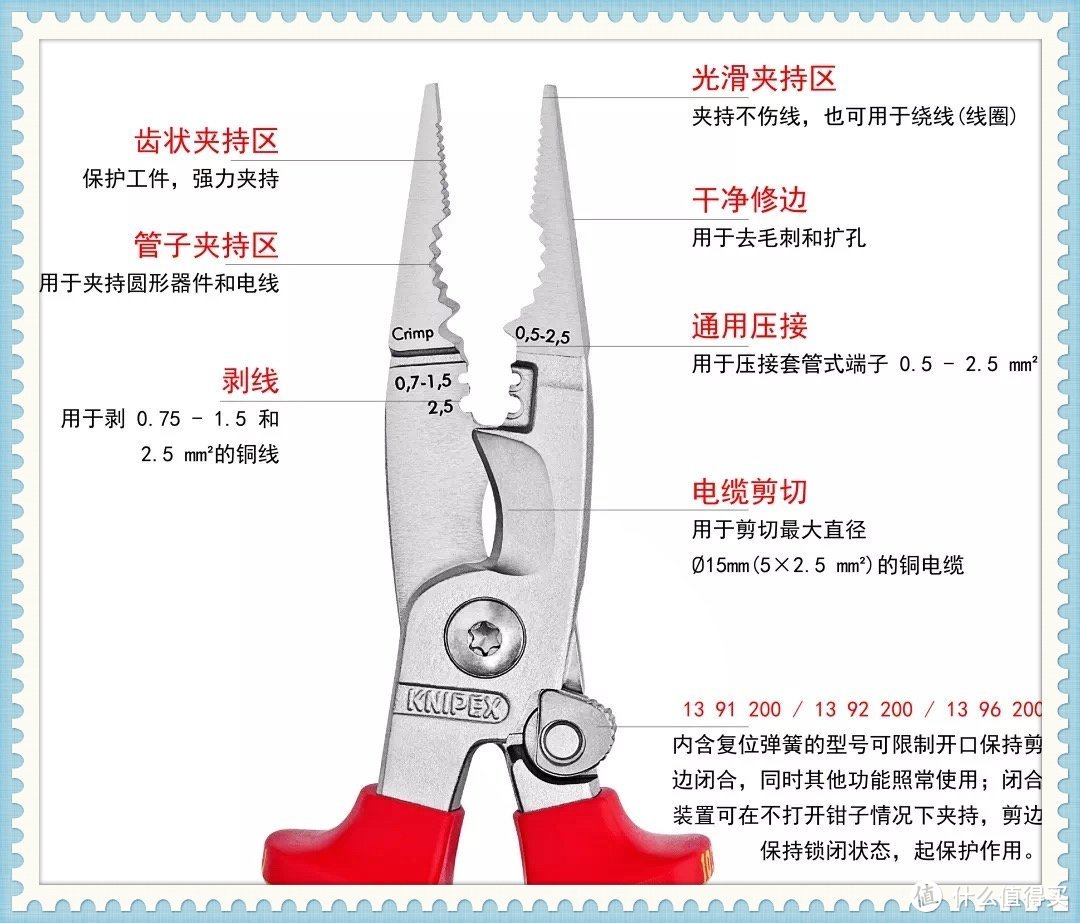 光滑夹持区
夹持不伤线，也可用于绕线(线圈)
齿状夹持区
保护工件，强力夹持
干净修边
用于去毛刺和扩孔
管子夹持区
用于夹持圆形器件和电线
通用压接
用于压接套管式端子 0.5 - 2.5 mm²
Crimp
0,5-2,5
剥线
用于剥 0.75 - 1.5 和
2.5 mm²的铜线
0,7-1,5
2,5
电缆剪切
用于剪切最大直径
Ø15mm(5×2.5 mm²)的铜电缆
KNIPEX
13 91 200 / 13 92 200 / 13 96 200
内含复位弹簧的型号可限制开口保持剪
边闭合，同时其他功能照常使用；闭合
装置可在不打开钳子情况下夹持，剪边
保持锁闭状态，起保护作用。
值 什么值得买